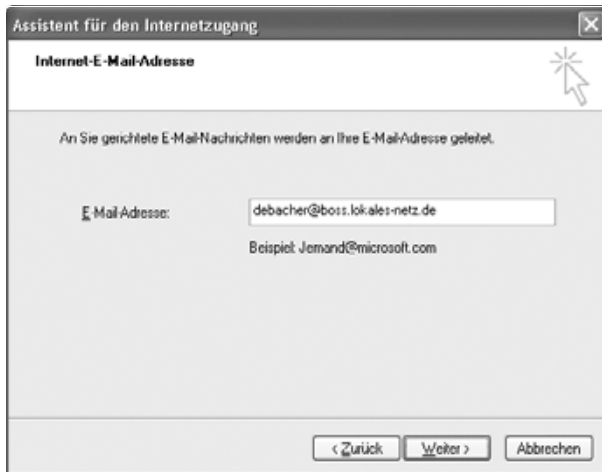 Assistent für den Internetzugang
Internet-E-Mail-Adresse
An Sie gerichtete E-Mail-Nachrichten werden an Ihre E-Mail-Adresse geleitet.
E-Mail-Adresse: debacher@boss.lokales-netz.de
Beispiel: Jemand@microsoft.com
< Zurück Weiter > Abbrechen